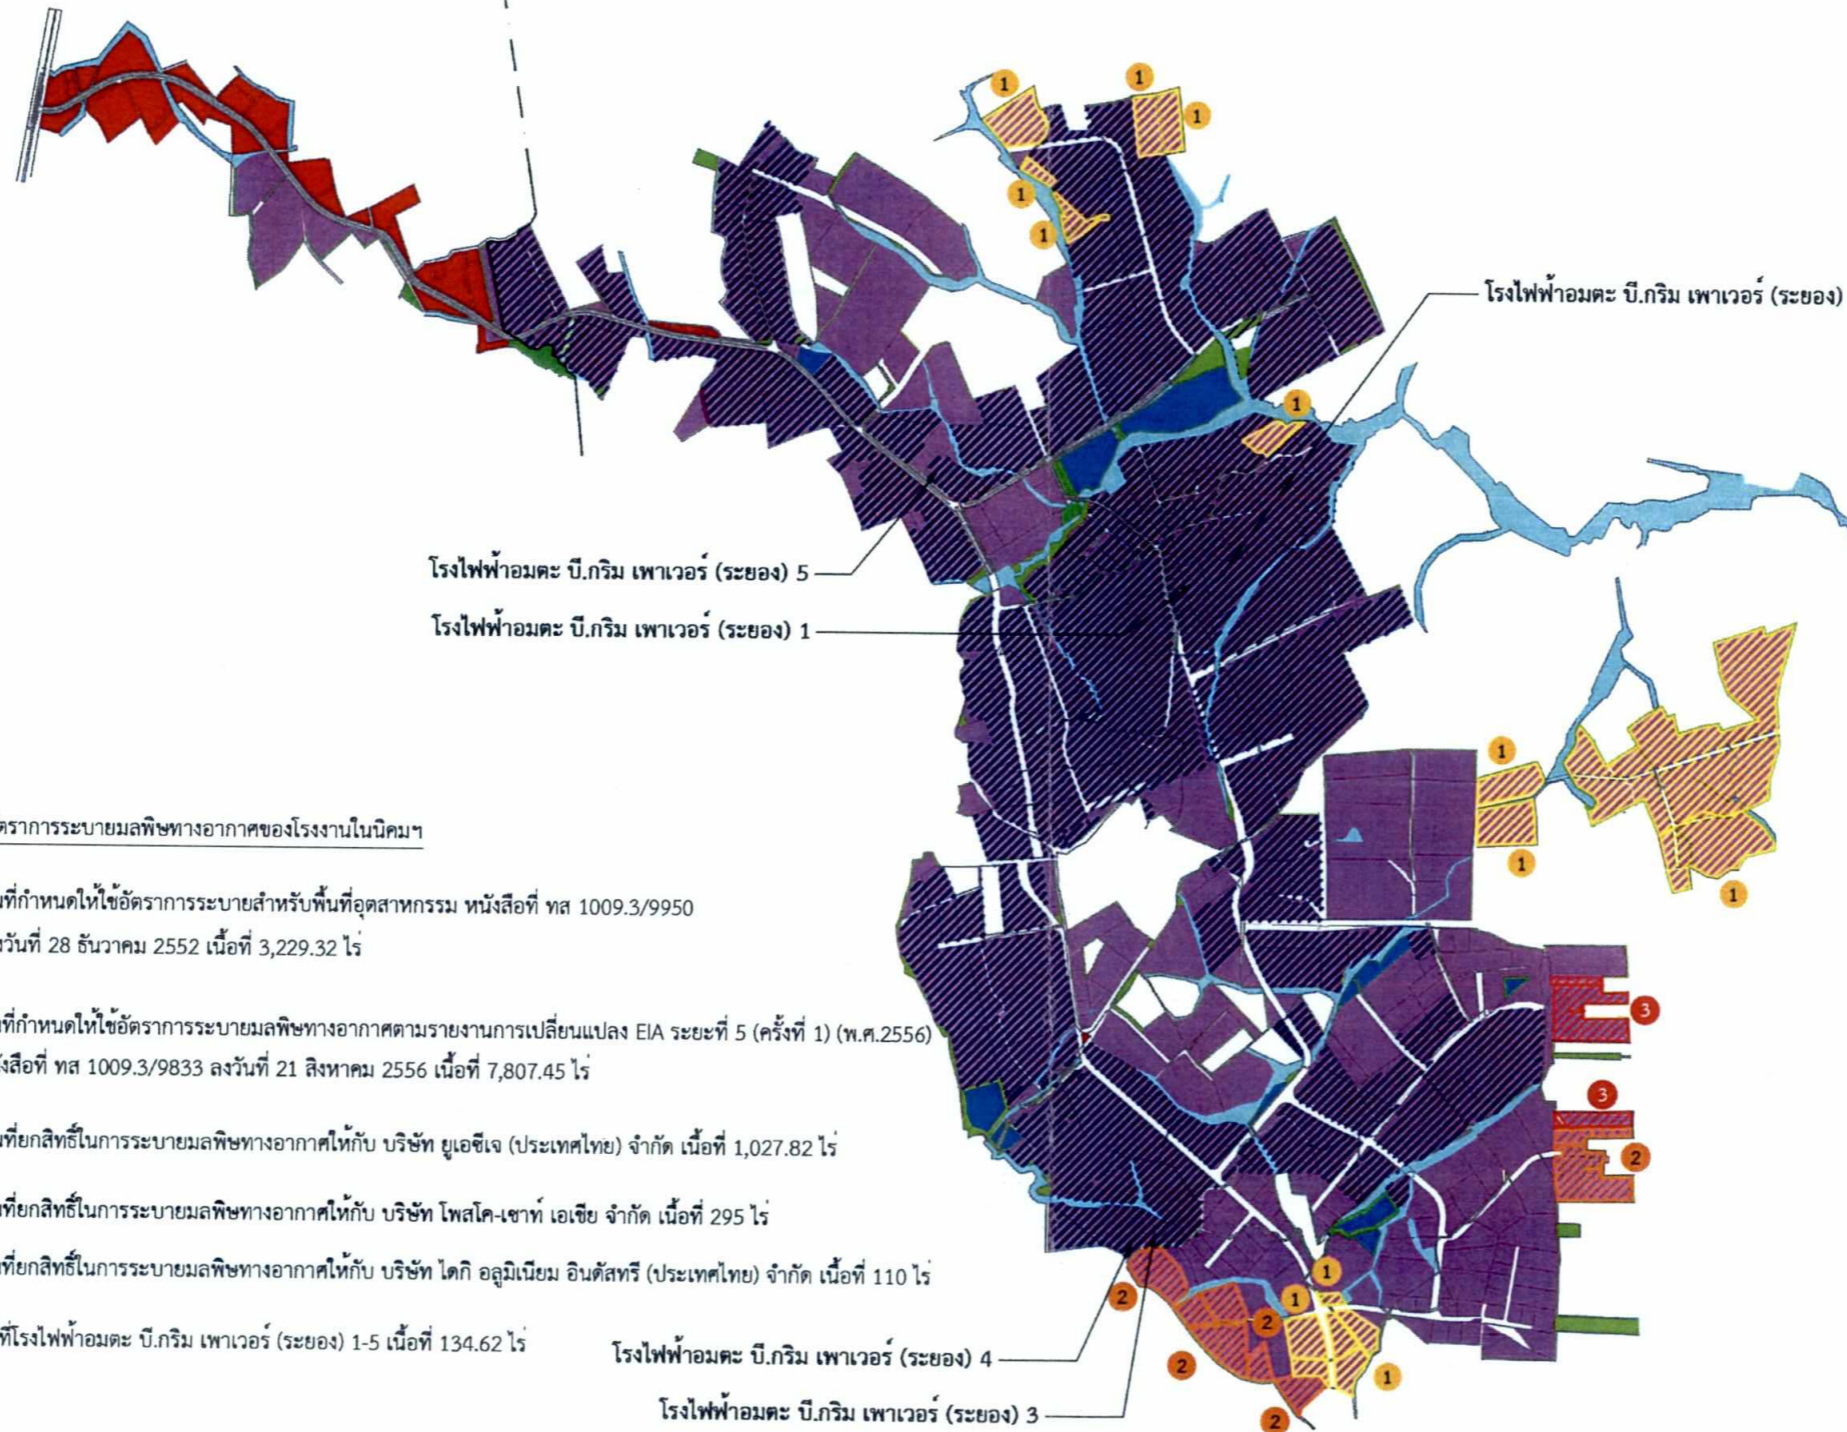 1
1
1
1
1
โรงไฟฟ้าอมตะ บี.กริม เพาเวอร์ (ระยอง)
1
โรงไฟฟ้าอมตะ บี.กริม เพาเวอร์ (ระยอง) 5
โรงไฟฟ้าอมตะ บี.กริม เพาเวอร์ (ระยอง) 1
1
1
1
ตราการระบายมลพิษทางอากาศของโรงงานในนิคมฯ
ที่กำหนดให้ใช้อัตราการระบายสำหรับพื้นที่อุตสาหกรรม หนังสือที่ ทส 1009.3/9950
วันที่ 28 ธันวาคม 2552 เนื้อที่ 3,229.32 ไร่
3
ที่กำหนดให้ใช้อัตราการระบายมลพิษทางอากาศตามรายงานการเปลี่ยนแปลง EIA ระยะที่ 5 (ครั้งที่ 1) (พ.ศ.2556)
งสือที่ ทส 1009.3/9833 ลงวันที่ 21 สิงหาคม 2556 เนื้อที่ 7,807.45 ไร่
3
2
ที่ยกสิทธิ์ในการระบายมลพิษทางอากาศให้กับ บริษัท ยูเอซีเจ (ประเทศไทย) จำกัด เนื้อที่ 1,027.82 ไร่
ที่ยกสิทธิ์ในการระบายมลพิษทางอากาศให้กับ บริษัท โพสโค-เซาท์ เอเชีย จำกัด เนื้อที่ 295 ไร่
ที่ยกสิทธิ์ในการระบายมลพิษทางอากาศให้กับ บริษัท ไดกิ อลูมิเนียม อินดัสทรี (ประเทศไทย) จำกัด เนื้อที่ 110 ไร่
1
2
1
2
ที่โรงไฟฟ้าอมตะ บี.กริม เพาเวอร์ (ระยอง) 1-5 เนื้อที่ 134.62 ไร่
โรงไฟฟ้าอมตะ บี.กริม เพาเวอร์ (ระยอง) 4
2
1
โรงไฟฟ้าอมตะ บี.กริม เพาเวอร์ (ระยอง) 3
2